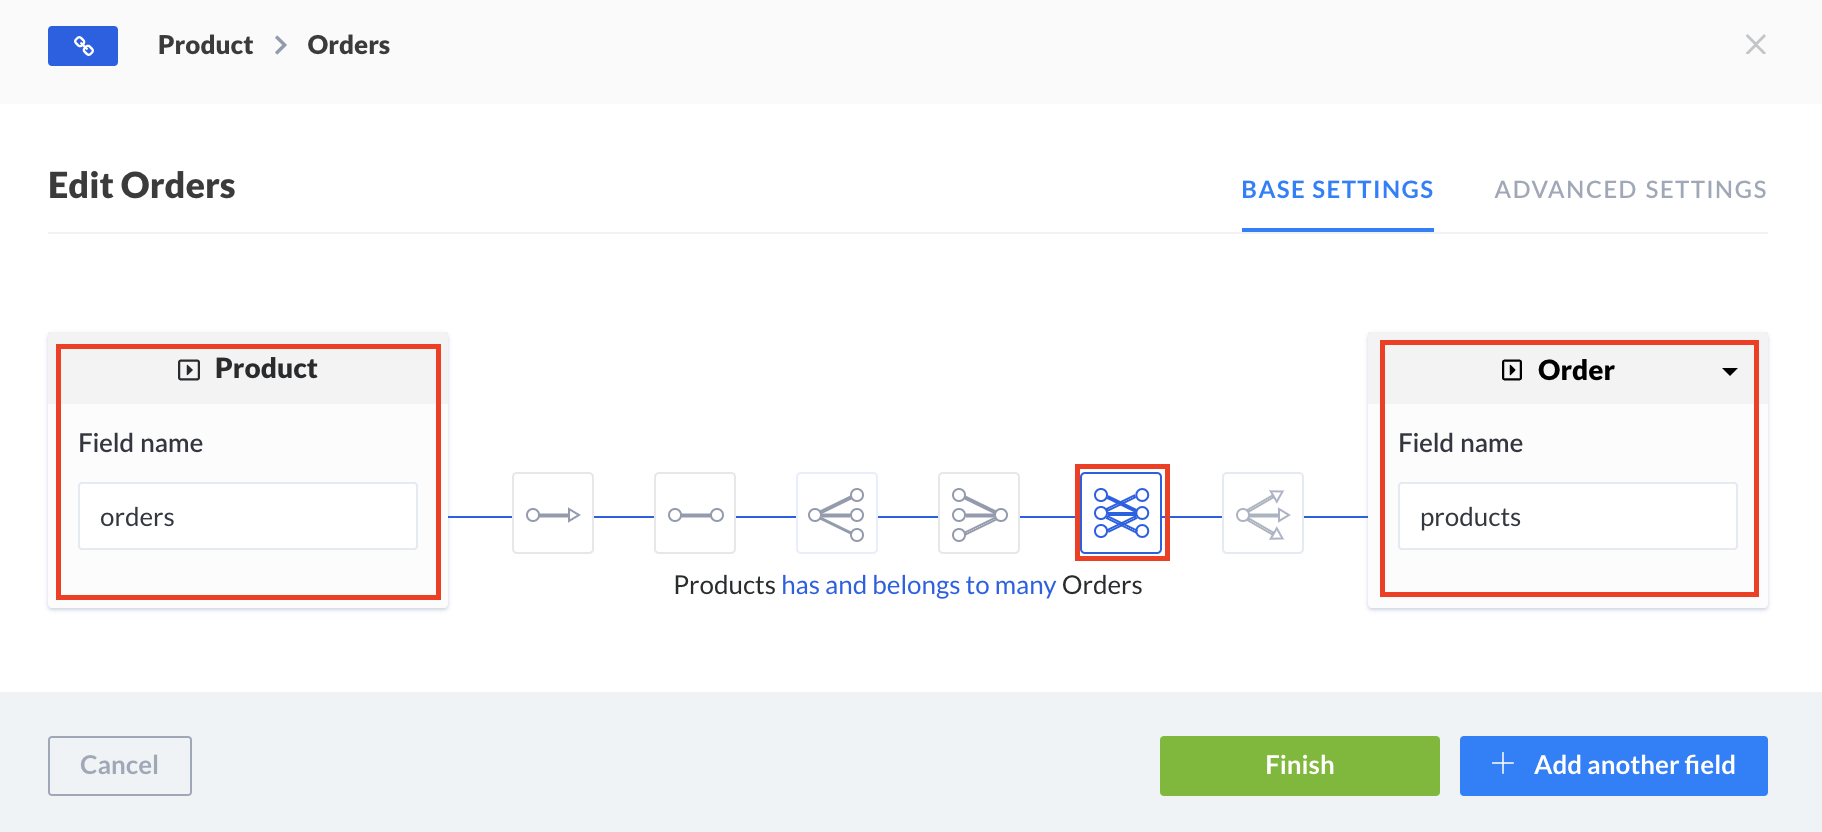 Product > Orders
Edit Orders
BASE SETTINGS
ADVANCED SETTINGS
Product
Order
Field name
Field name
orders
products
Products has and belongs to many Orders
Cancel
Finish
+ Add another field